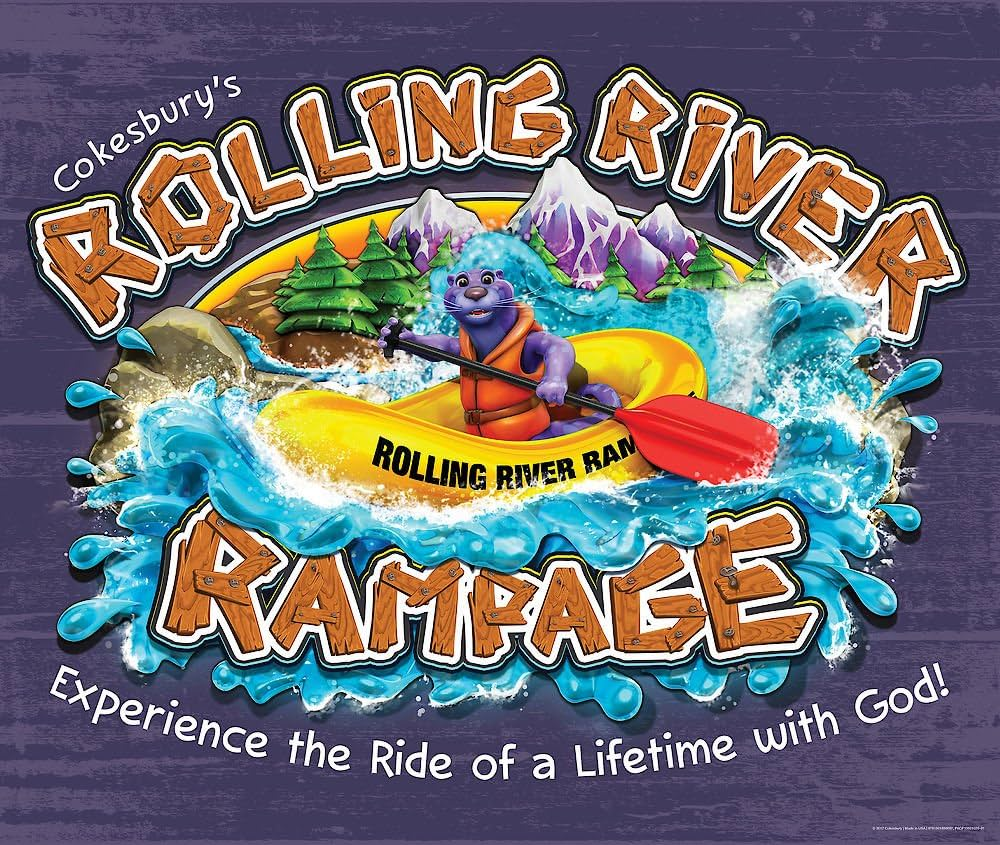 Cokesbury's
ROLLING RIVER
ROLLING RIVER RAM
RAMPAGE
Experience the Ride of a Lifetime with God!